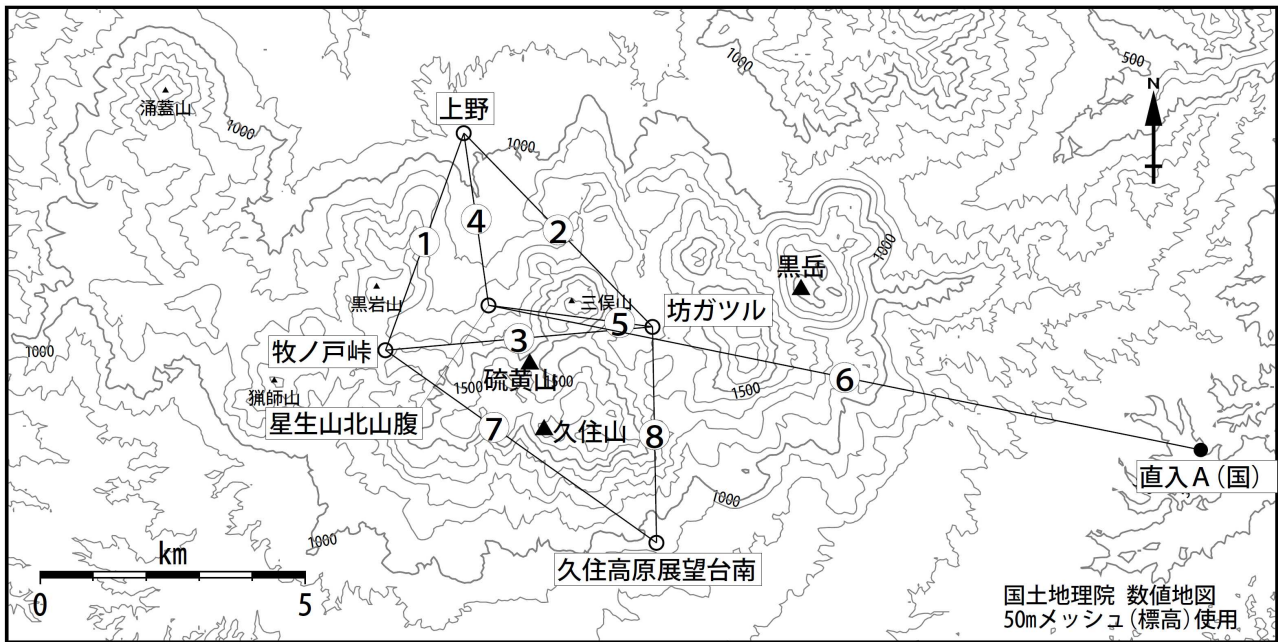 1000
500
N
涌蓋山
1000
上野
1000
4
2
1
黒岳
1000
1000
黒岩山
三俣山
坊ガツル
5
牧ノ戸峠
3
1000
硫黄山
1500
1500
1500
6
猟師山
星生山北山腹
7
久住山
8
直入A(国)
1000
1000
km
0
5
久住高原展望台南
国土地理院 数値地図
50mメッシュ(標高)使用